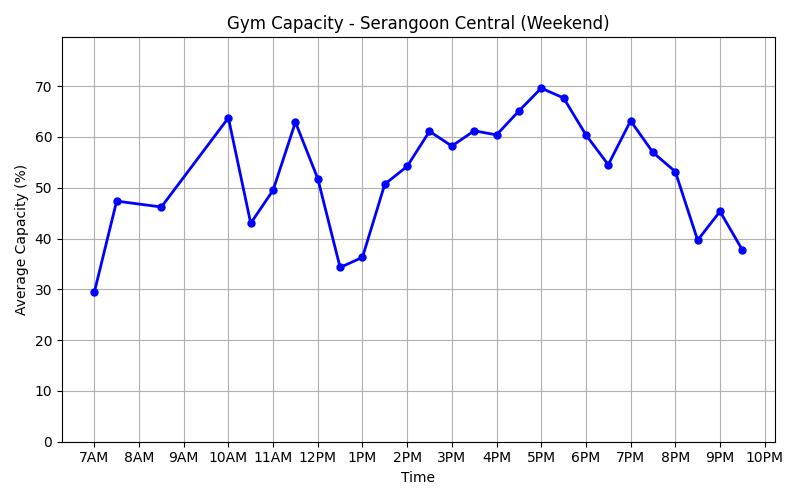 Gym Capacity - Serangoon Central (Weekend)
Average Capacity (%)
70
60
50
40
30
20
10
0
7AM 8AM 9AM 10AM 11AM 12PM 1PM 2PM 3PM 4PM 5PM 6PM 7PM 8PM 9PM 10PM
Time